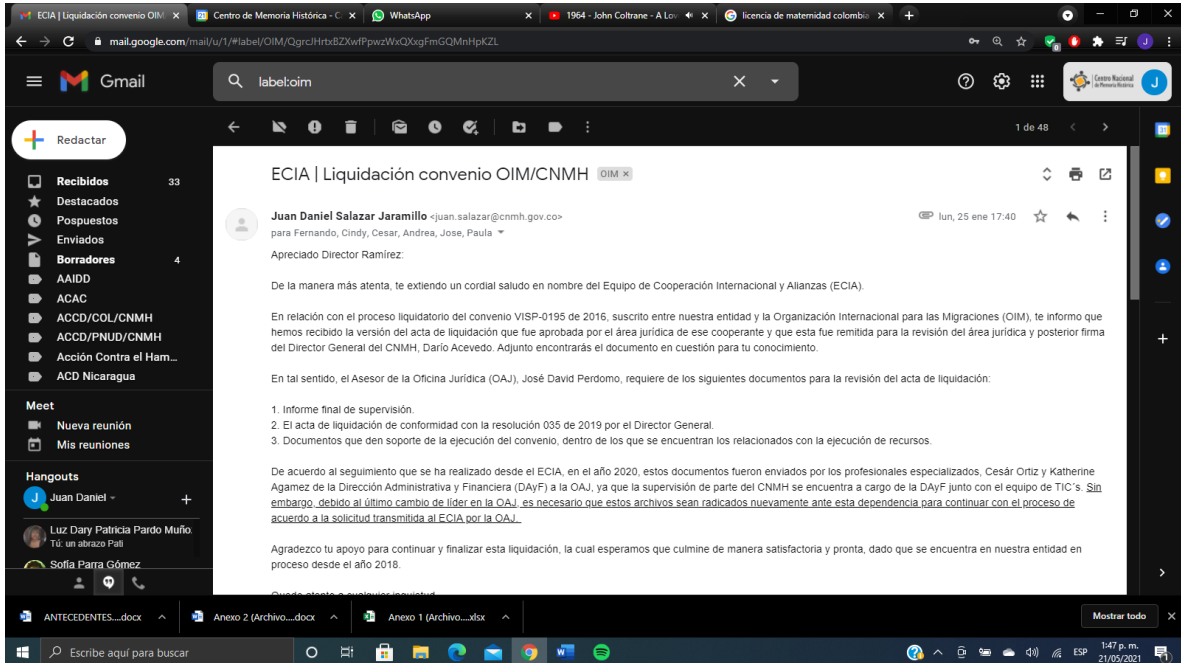 ECIA | Liquidación convenio OIM
Centro de Memoria Histórica - C
WhatsApp
1964 - John Coltrane - A Lov
licencia de maternidad colombia
mail.google.com/mail/u/1/#label/OIM/QgrcJHrtxBZXwfPpwzWxQXxgFmGQMnHpKZL
Gmail
label:oim
Centro Nacional
de Memoria Histórica
J
Redactar
1 de 48
Recibidos 33
Destacados
Pospuestos
Enviados
Borradores 4
AAIDD
ACAC
ACCD/COL/CNMH
ACCD/PNUD/CNMH
Acción Contra el Ham...
ACD Nicaragua
Meet
Nueva reunión
Mis reuniones
Hangouts
Juan Daniel
Luz Dary Patricia Pardo Muño:
Tú: un abrazo Pati
Sofía Parra Gómez
ECIA | Liquidación convenio OIM/CNMH OIM x
Juan Daniel Salazar Jaramillo <juan.salazar@cnmh.gov.co>
lun, 25 ene 17:40
para Fernando, Cindy, Cesar, Andrea, Jose, Paula
Apreciado Director Ramírez:
De la manera más atenta, te extiendo un cordial saludo en nombre del Equipo de Cooperación Internacional y Alianzas (ECIA).
En relación con el proceso liquidatorio del convenio VISP-0195 de 2016, suscrito entre nuestra entidad y la Organización Internacional para las Migraciones (OIM), te informo que
hemos recibido la versión del acta de liquidación que fue aprobada por el área jurídica de ese cooperante y que esta fue remitida para la revisión del área jurídica y posterior firma
del Director General del CNMH, Darío Acevedo. Adjunto encontrarás el documento en cuestión para tu conocimiento.
En tal sentido, el Asesor de la Oficina Jurídica (OAJ), José David Perdomo, requiere de los siguientes documentos para la revisión del acta de liquidación:
1. Informe final de supervisión.
2. El acta de liquidación de conformidad con la resolución 035 de 2019 por el Director General.
3. Documentos que den soporte de la ejecución del convenio, dentro de los que se encuentran los relacionados con la ejecución de recursos.
De acuerdo al seguimiento que se ha realizado desde el ECIA, en el año 2020, estos documentos fueron enviados por los profesionales especializados, Cesár Ortiz y Katherine
Agamez de la Dirección Administrativa y Financiera (DAyF) a la OAJ, ya que la supervisión de parte del CNMH se encuentra a cargo de la DAyF junto con el equipo de TIC´s. Sin
embargo, debido al último cambio de líder en la OAJ, es necesario que estos archivos sean radicados nuevamente ante esta dependencia para continuar con el proceso de
acuerdo a la solicitud transmitida al ECIA por la OAJ.
Agradezco tu apoyo para continuar y finalizar esta liquidación, la cual esperamos que culmine de manera satisfactoria y pronta, dado que se encuentra en nuestra entidad en
proceso desde el año 2018.
Quedo atento a cualquier inquietud
ANTECEDENTES....docx
Anexo 2 (Archivo....docx
Anexo 1 (Archivo....xlsx
Mostrar todo
Escribe aquí para buscar
ESP
1:47 p. m.
21/05/2021